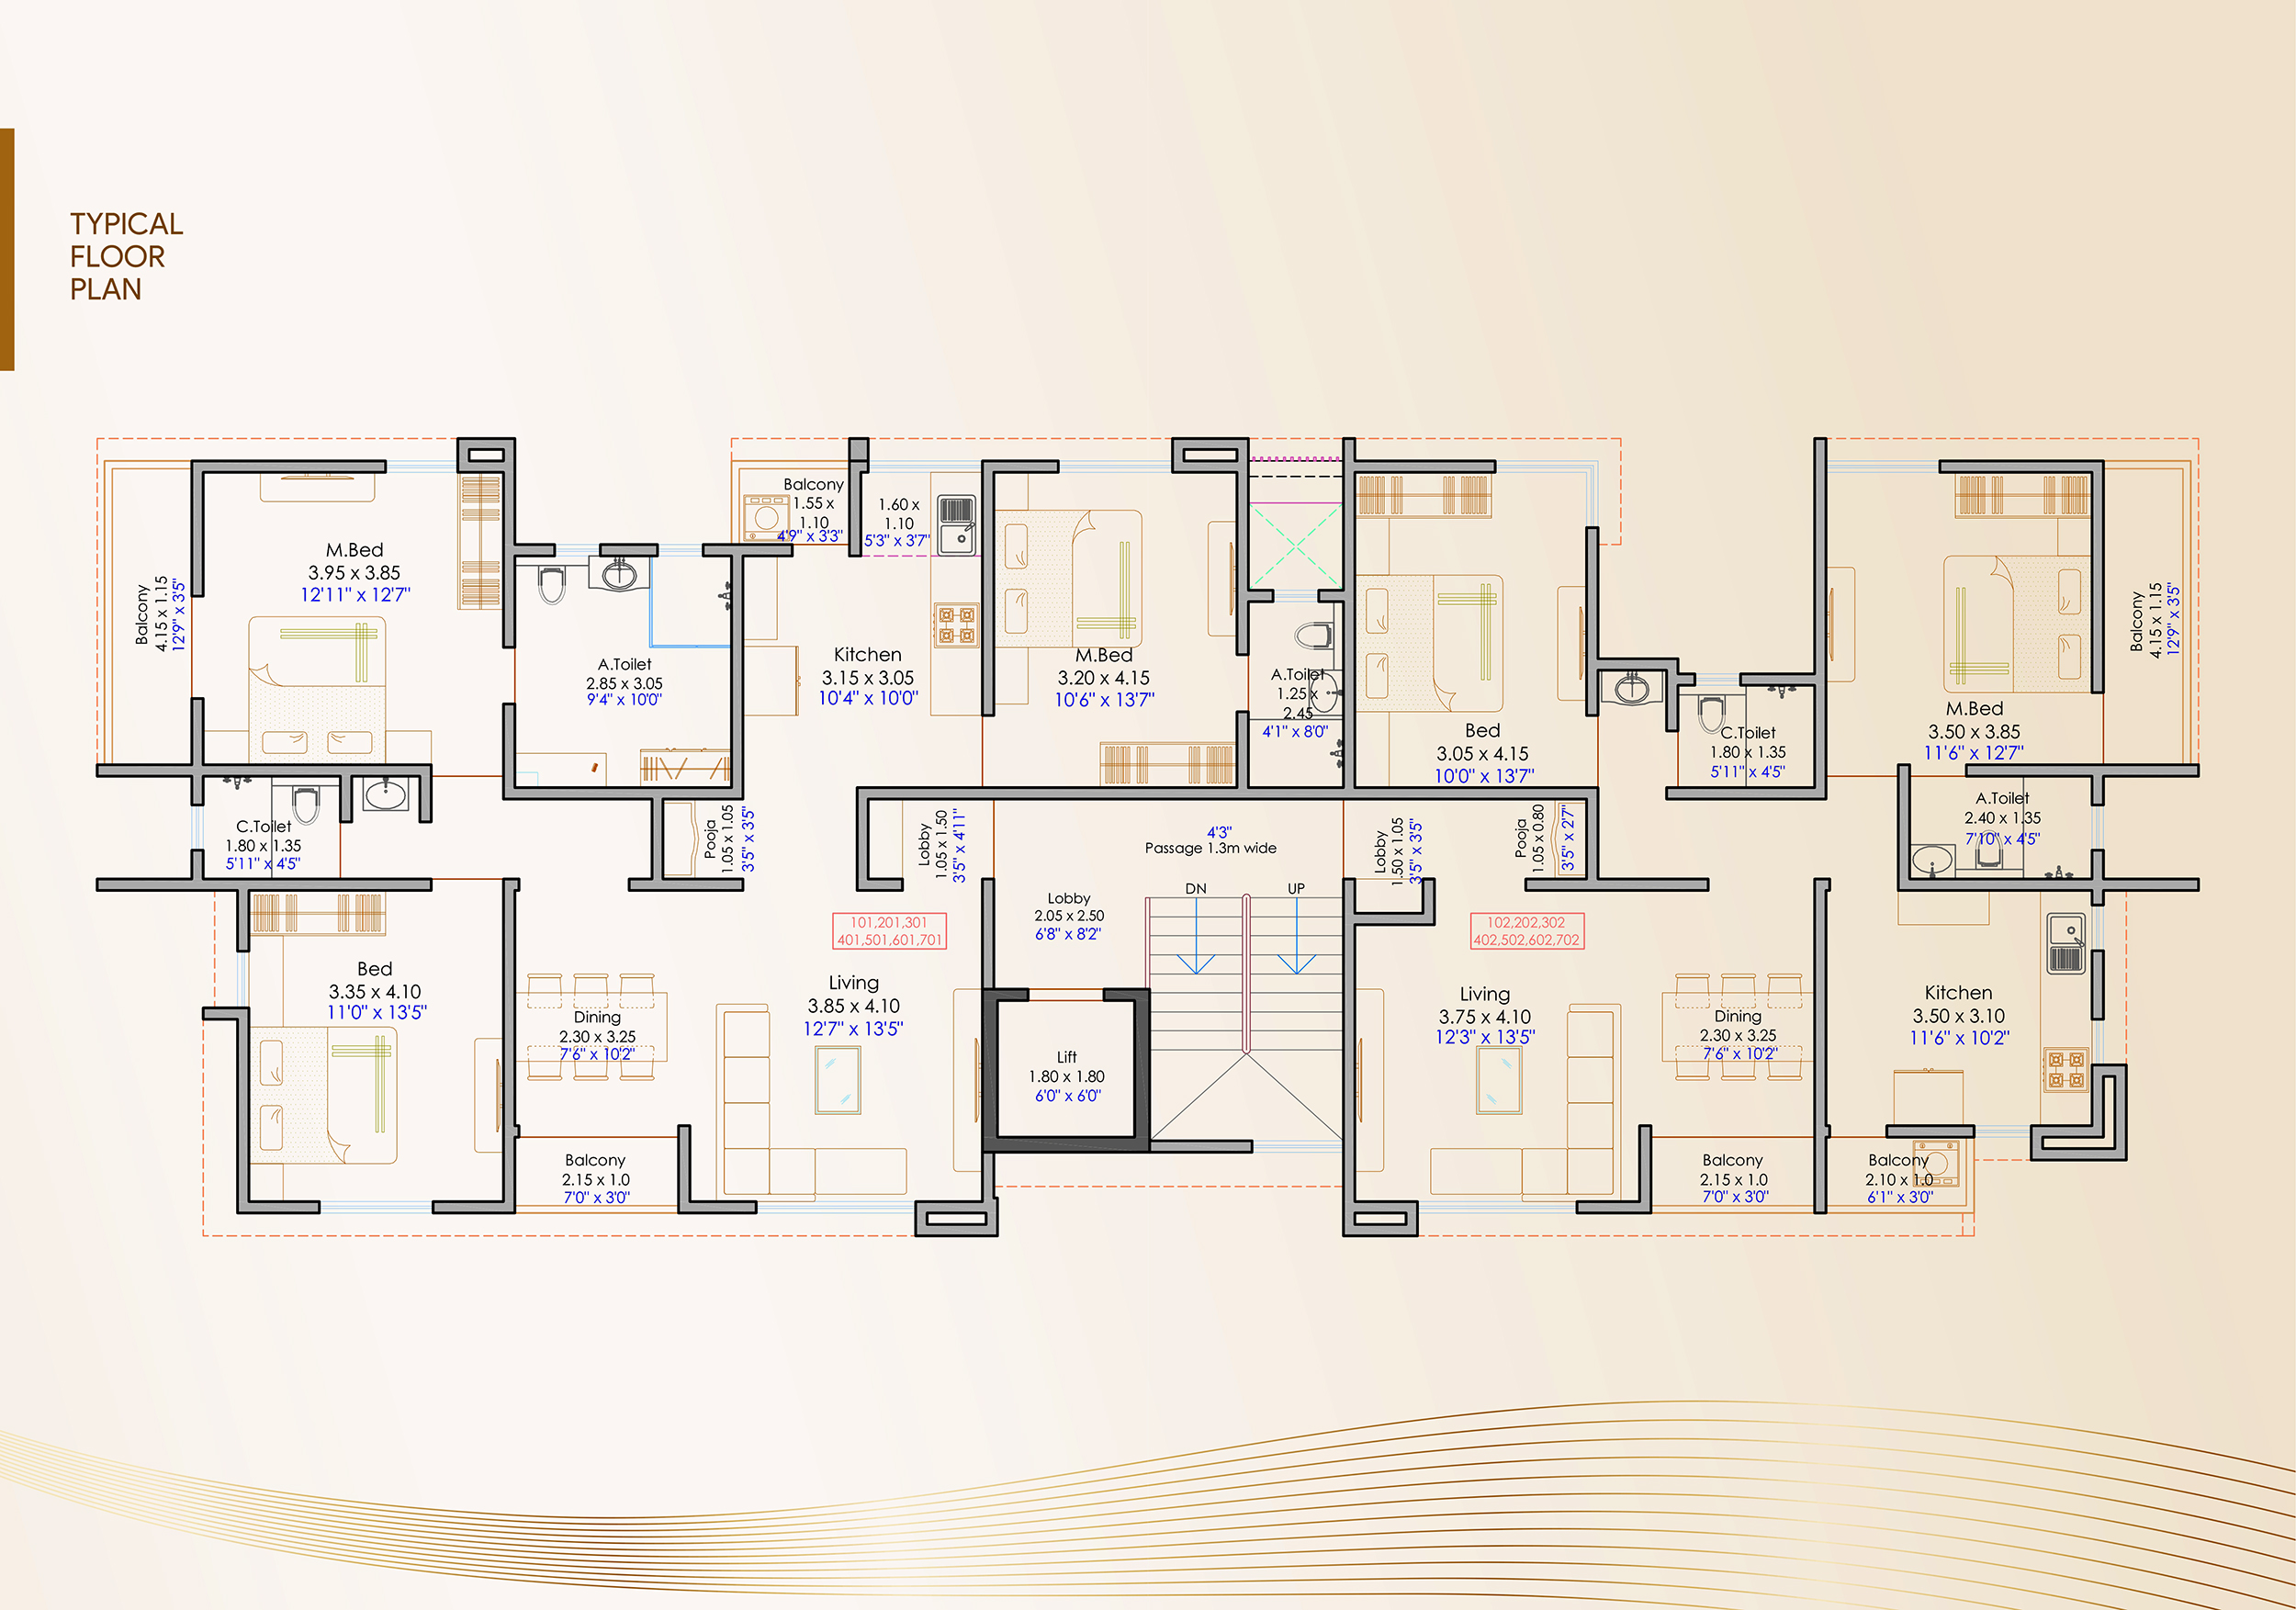 TYPICAL
FLOOR
PLAN
Balcony
4.15 x 1.15
12'9" x 3'5"
M.Bed
3.95 x 3.85
12'11" x 12'7"
A.Toilet
2.85 x 3.05
9'4" x 10'0"
Balcony
1.55 x
1.10
4'9" x 3'3"
1.60 x
1.10
5'3" x 3'7"
Kitchen
3.15 x 3.05
10'4" x 10'0"
M.Bed
3.20 x 4.15
10'6" x 13'7"
A.Toilet
1.25 x
2.45
4'1" x 8'0"
Bed
3.05 x 4.15
10'0" x 13'7"
C.Toilet
1.80 x 1.35
5'11" x 4'5"
M.Bed
3.50 x 3.85
11'6" x 12'7"
Balcony
4.15 x 1.15
12'9" x 3'5"
C.Toilet
1.80 x 1.35
5'11" x 4'5"
Pooja
1.05 x 1.05
3'5" x 3'5"
Lobby
1.05 x 1.50
3'5" x 4'11"
4'3"
Passage 1.3m wide
Lobby
1.50 x 1.05
3'5" x 3'5"
Pooja
1.05 x 0.80
3'5" x 2'7"
A.Toilet
2.40 x 1.35
7'10" x 4'5"
Bed
3.35 x 4.10
11'0" x 13'5"
Dining
2.30 x 3.25
7'6" x 10'2"
101,201,301
401,501,601,701
Living
3.85 x 4.10
12'7" x 13'5"
Lobby
2.05 x 2.50
6'8" x 8'2"
DN
UP
Lift
1.80 x 1.80
6'0" x 6'0"
102,202,302
402,502,602,702
Living
3.75 x 4.10
12'3" x 13'5"
Dining
2.30 x 3.25
7'6" x 10'2"
Kitchen
3.50 x 3.10
11'6" x 10'2"
Balcony
2.15 x 1.0
7'0" x 3'0"
Balcony
2.15 x 1.0
7'0" x 3'0"
Balcony
2.10 x 1.0
6'1" x 3'0"